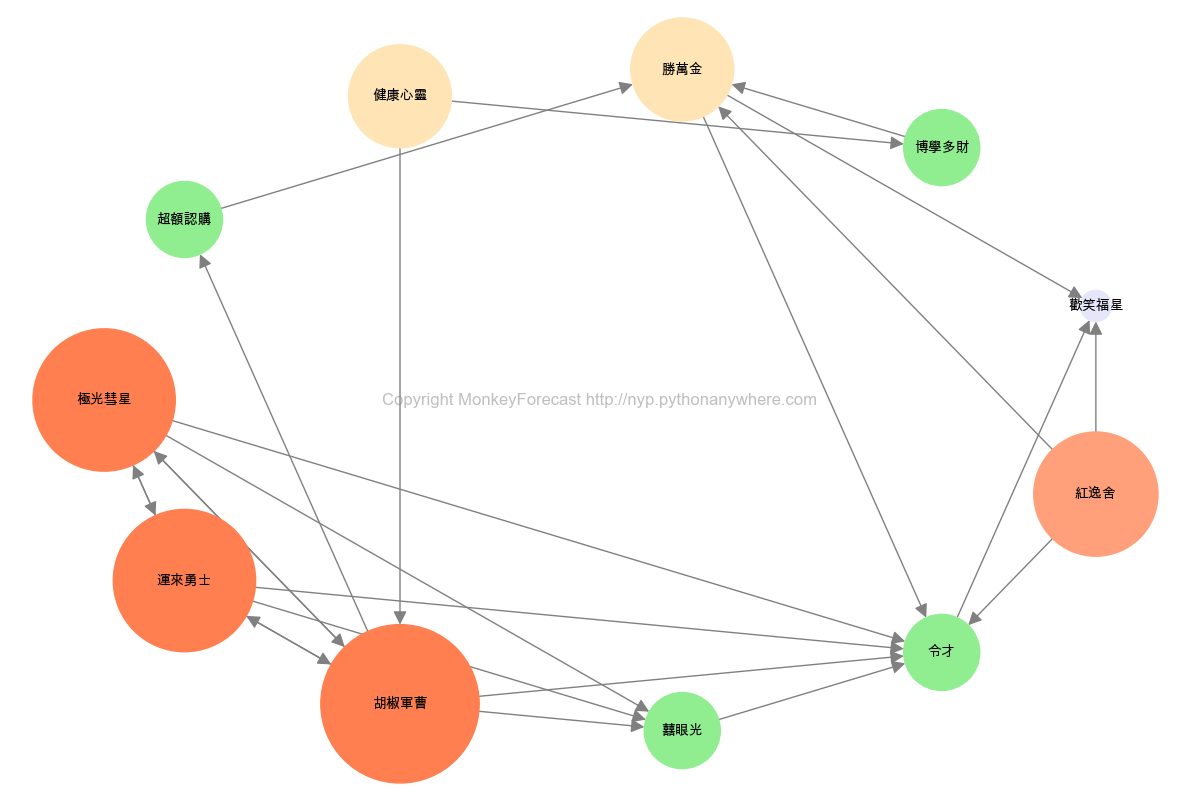 勝萬金
健康心靈
博學多財
超額認購
歡笑福星
極光彗星
Copyright MonkeyForecast http://nyp.pythonanywhere.com
紅逸舍
運來勇士
令才
胡椒軍曹
囍眼光